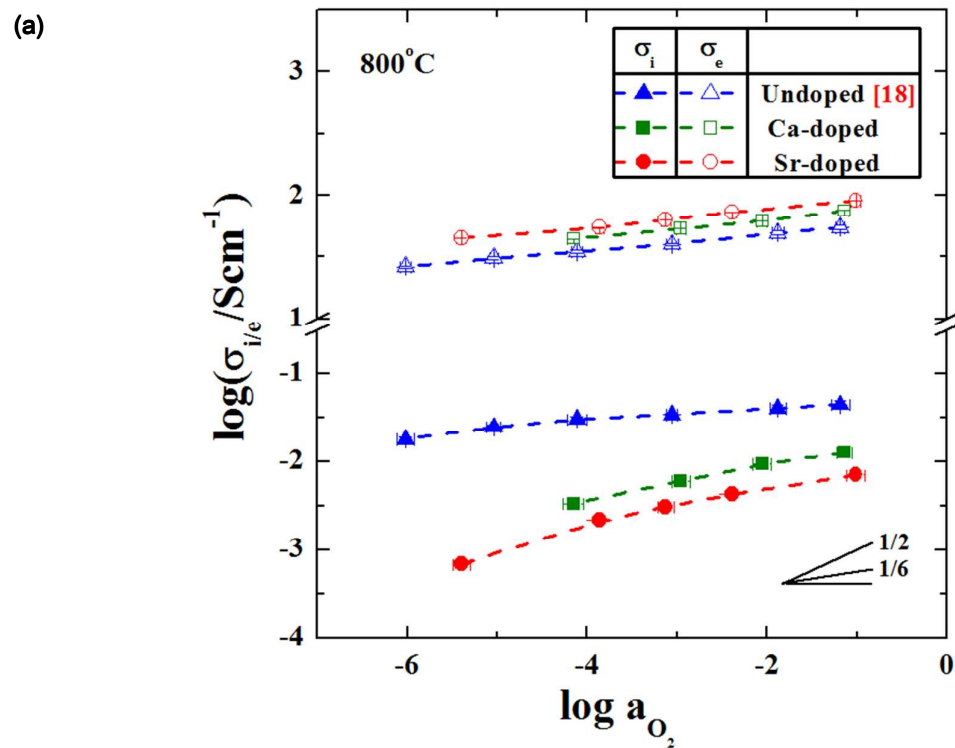 (a)
800°C
σi σe
Undoped [18]
Ca-doped
Sr-doped
3
2
1
-1
-2
-3
-4
log(σi/e/Scm⁻¹)
1/2
1/6
-6 -4 -2 0
log aO₂